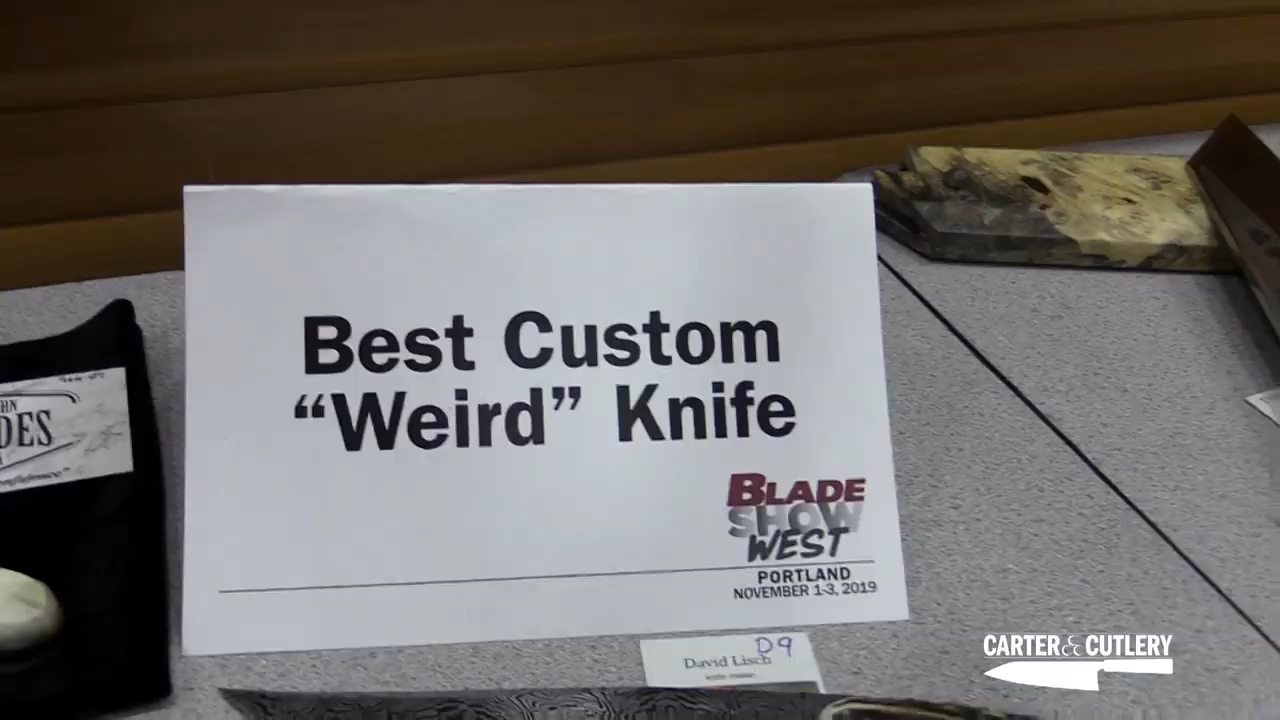 Best Custom
“Weird” Knife
BLADE
SHOW
WEST
PORTLAND
NOVEMBER 1-3, 2019
D9
David Lisch
CARTER & CUTLERY